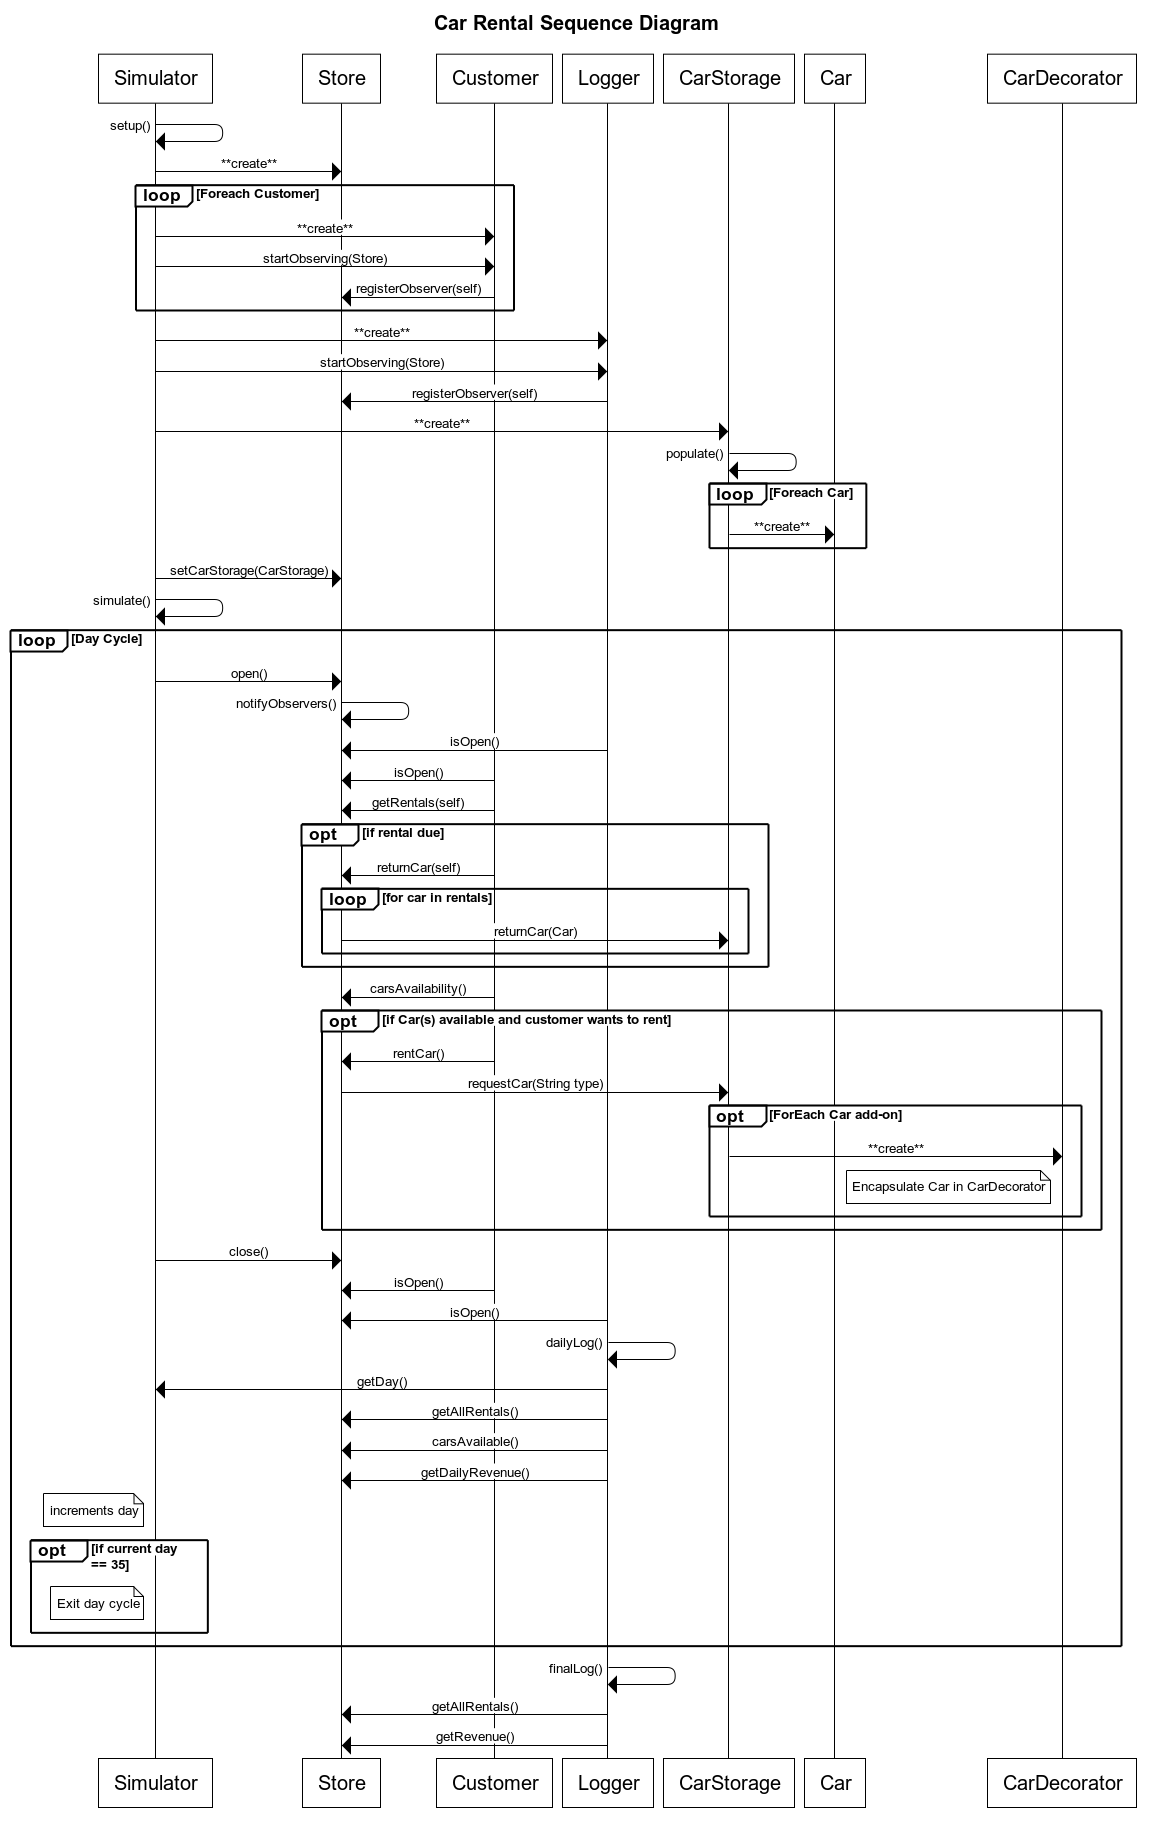 Car Rental Sequence Diagram
Simulator
Store
Customer
Logger
CarStorage
Car
CarDecorator
setup()
**create**
loop
[Foreach Customer]
**create**
startObserving(Store)
registerObserver(self)
**create**
startObserving(Store)
registerObserver(self)
**create**
populate()
loop
[Foreach Car]
**create**
setCarStorage(CarStorage)
simulate()
loop
[Day Cycle]
open()
notifyObservers()
isOpen()
isOpen()
getRentals(self)
opt
[if rental due]
returnCar(self)
loop
[for car in rentals]
returnCar(Car)
carsAvailability()
opt
[if Car(s) available and customer wants to rent]
rentCar()
requestCar(String type)
opt
[ForEach Car add-on]
**create**
Encapsulate Car in CarDecorator
close()
isOpen()
isOpen()
dailyLog()
getDay()
getAllRentals()
carsAvailable()
getDailyRevenue()
increments day
opt
[if current day
== 35]
Exit day cycle
finalLog()
getAllRentals()
getRevenue()
Simulator
Store
Customer
Logger
CarStorage
Car
CarDecorator